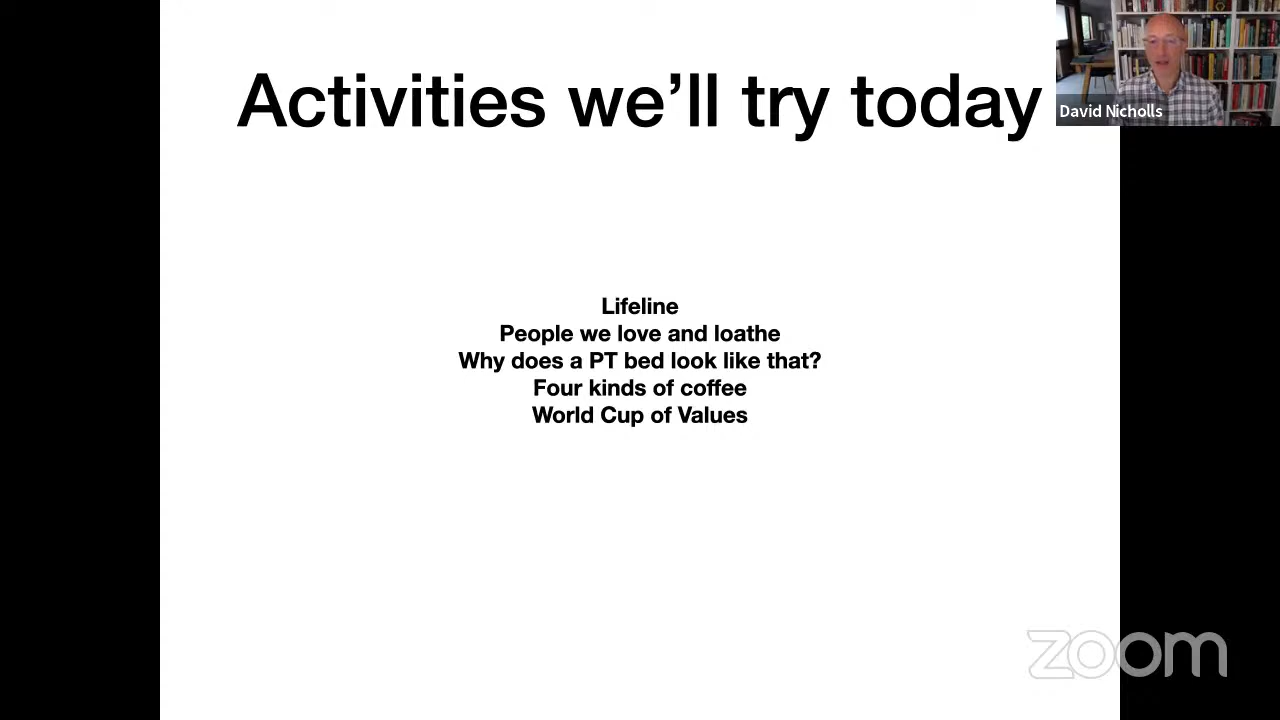 Activities we’ll try today
David Nicholls
Lifeline
People we love and loathe
Why does a PT bed look like that?
Four kinds of coffee
World Cup of Values
zoom